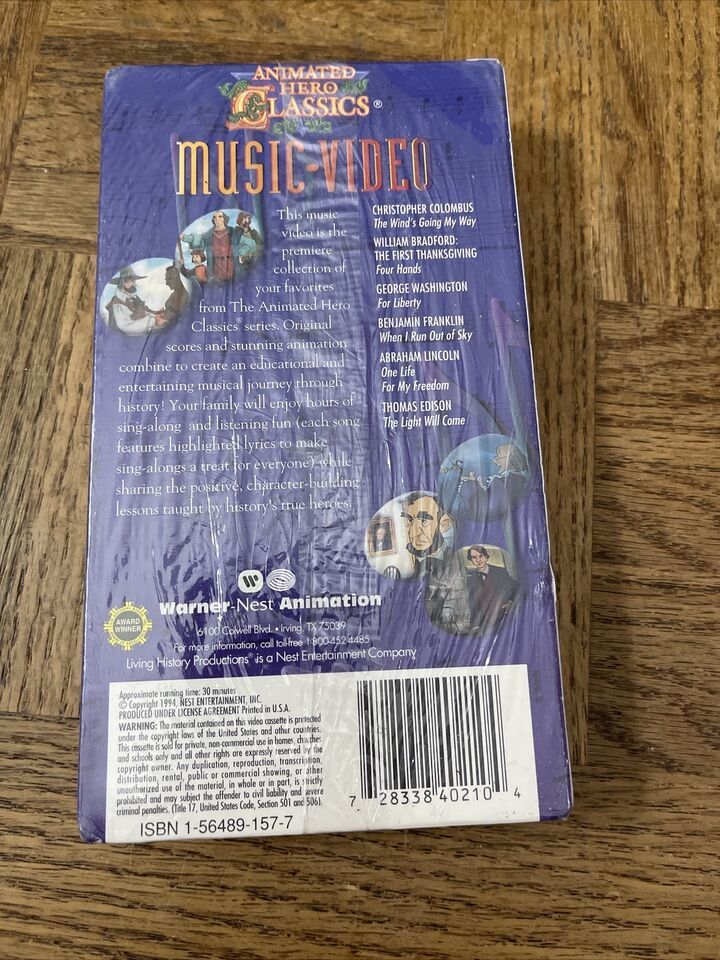 ANIMATED
HERO
CLASSICS®
MUSIC-VIDEO
This music
video is the
premiere
collection of
your favorites
from The Animated Hero
Classics® series. Original
scores and stunning animation
combine to create an educational and
entertaining musical journey through
history! Your family will enjoy hours of
sing-along and listening fun (each song
features highlighted lyrics to make
sing-alongs a treat for everyone) while
sharing the positive, character-building
lessons taught by history's true heroes.
CHRISTOPHER COLOMBUS
The Wind's Going My Way
WILLIAM BRADFORD:
THE FIRST THANKSGIVING
Four Hands
GEORGE WASHINGTON
For Liberty
BENJAMIN FRANKLIN
When I Run Out of Sky
ABRAHAM LINCOLN
One Life
For My Freedom
THOMAS EDISON
The Light Will Come
Warner-Nest Animation
AWARD
WINNER
6100 Colwell Blvd. • Irving, TX 75039
For more information, call toll-free 1-800-452-4485
Living History Productions® is a Nest Entertainment Company
Approximate running time: 30 minutes
© Copyright 1994, NEST ENTERTAINMENT, INC.
PRODUCED UNDER LICENSE AGREEMENT Printed in U.S.A.
WARNING: The material contained on this video cassette is protected
under the copyright laws of the United States and other countries.
This cassette is sold for private, non-commercial use in homes, churches
and schools only and all other rights are expressly reserved by the
copyright owner. Any duplication, reproduction, transcription,
distribution, rental, public or commercial showing, or other
unauthorized use of the material, in whole or in part, is strictly
prohibited and may subject the offender to civil liability and severe
criminal penalties. (Title 17, United States Code, Section 501 and 506).
ISBN 1-56489-157-7
7 28338 40210 4